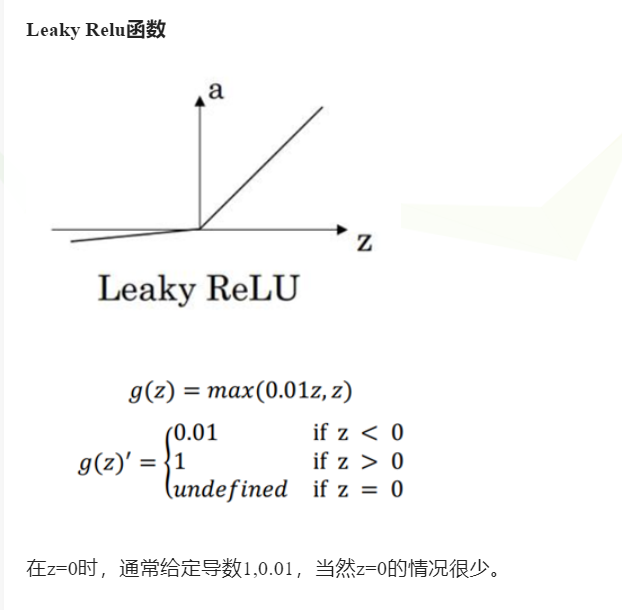 Leaky Relu函数
a
z
Leaky ReLU
g(z) = max(0.01z, z)
g(z)′ = {0.01 if z < 0
1 if z > 0
undefined if z = 0
在z=0时，通常给定导数1,0.01，当然z=0的情况很少。